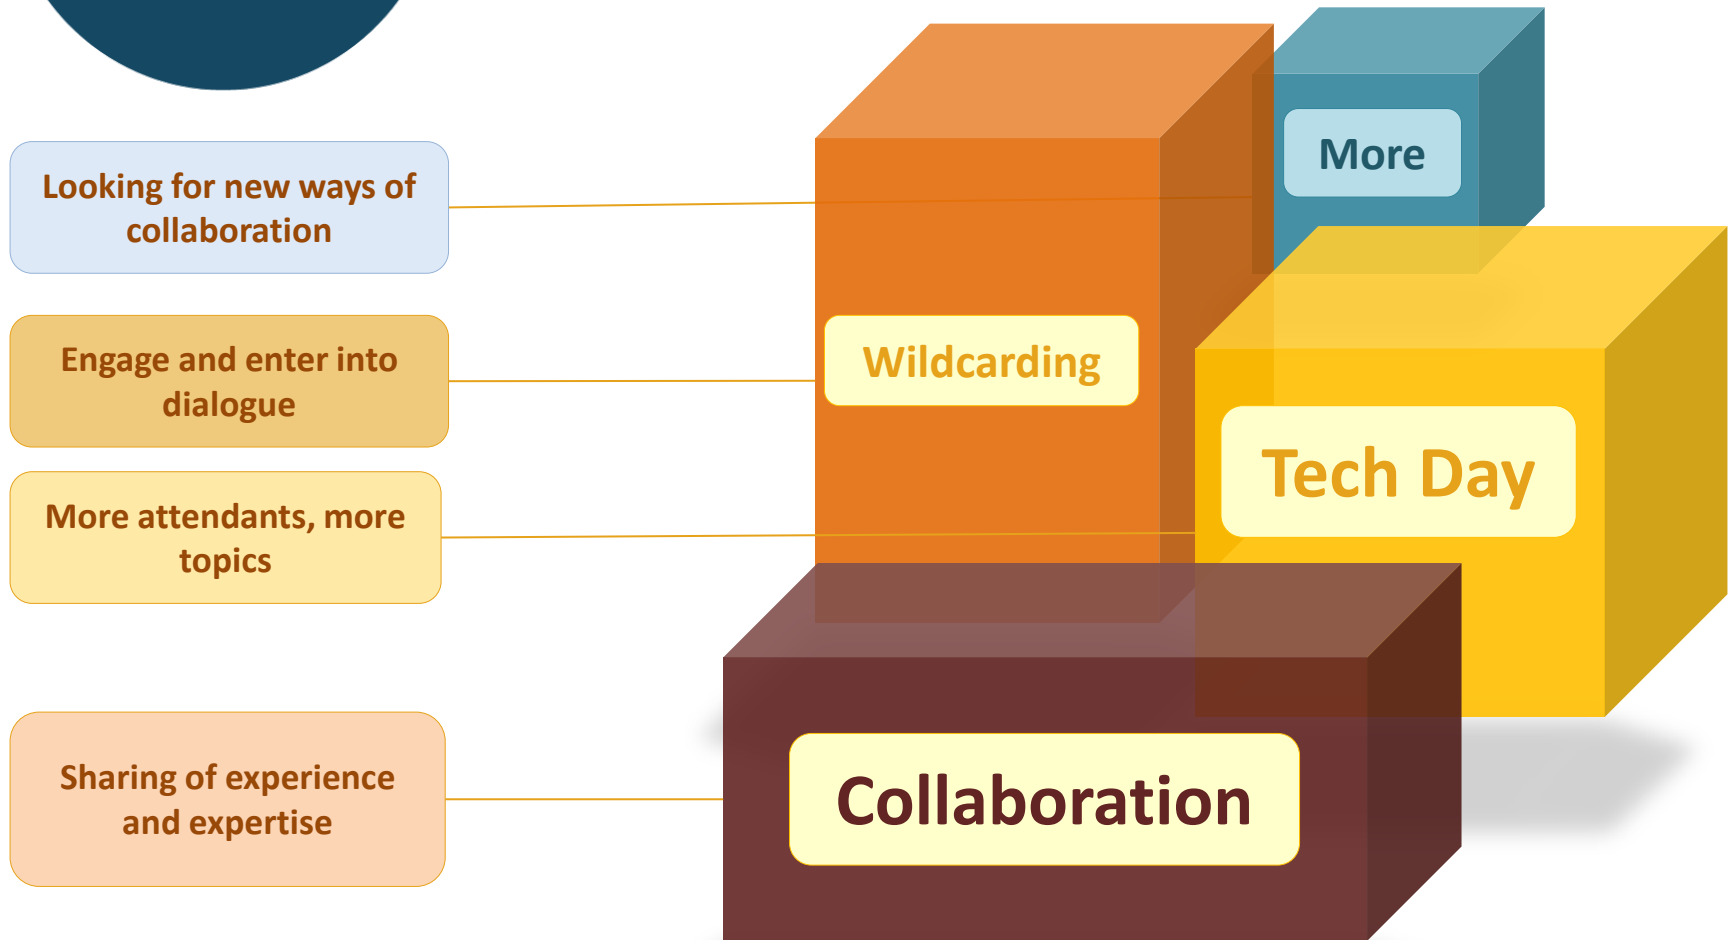 Looking for new ways of
collaboration
More
Engage and enter into
dialogue
Wildcarding
More attendants, more
topics
Tech Day
Sharing of experience
and expertise
Collaboration